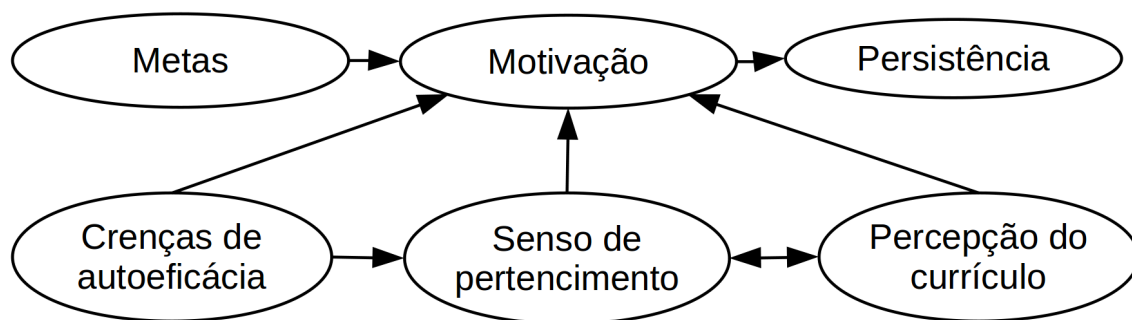 Metas
Motivação
Persistência
Crenças de
autoeficácia
Senso de
pertencimento
Percepção do
currículo